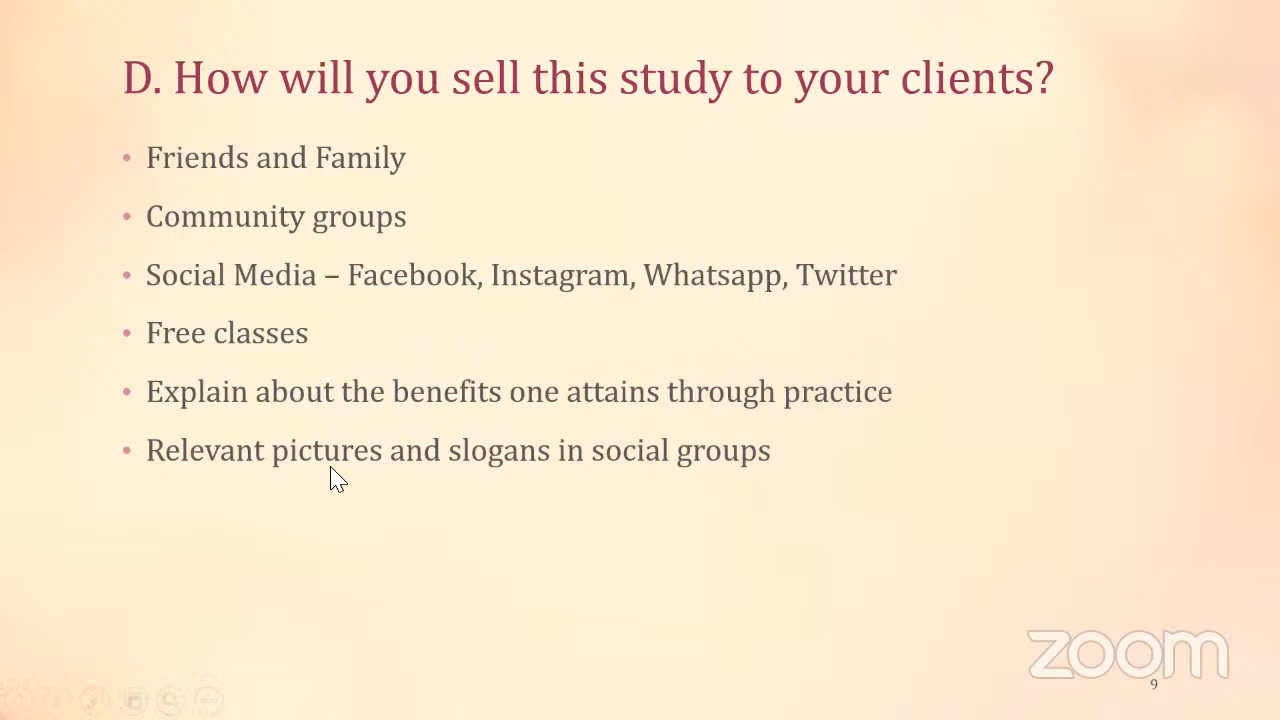 D. How will you sell this study to your clients?
• Friends and Family
• Community groups
• Social Media – Facebook, Instagram, Whatsapp, Twitter
• Free classes
• Explain about the benefits one attains through practice
• Relevant pictures and slogans in social groups
zoom
9